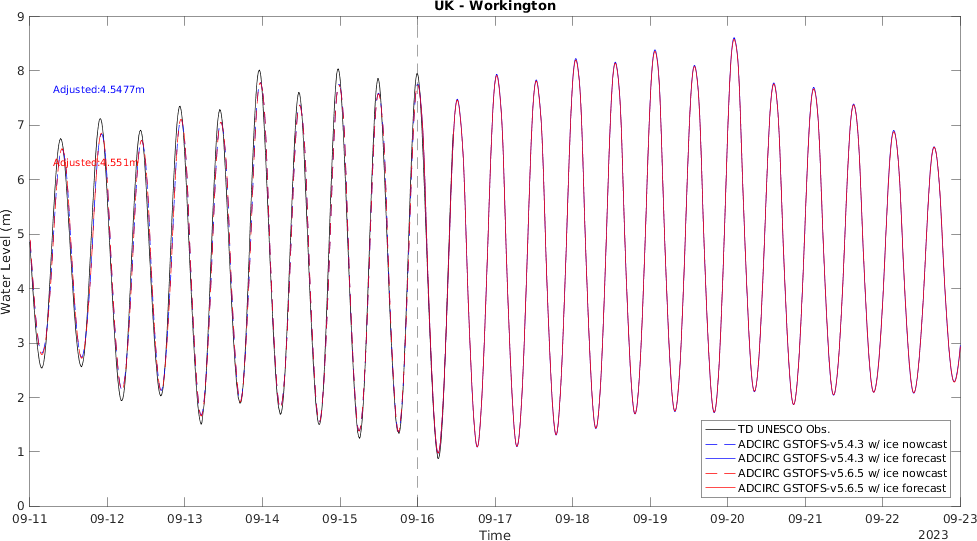 UK - Workington
9
8
7
6
5
4
3
2
1
0
Water Level (m)
Adjusted:4.5477m
Adjusted:4.551m
TD UNESCO Obs.
ADCIRC GSTOFS-v5.4.3 w/ ice nowcast
ADCIRC GSTOFS-v5.4.3 w/ ice forecast
ADCIRC GSTOFS-v5.6.5 w/ ice nowcast
ADCIRC GSTOFS-v5.6.5 w/ ice forecast
09-11 09-12 09-13 09-14 09-15 09-16 09-17 09-18 09-19 09-20 09-21 09-22 09-23
Time
2023